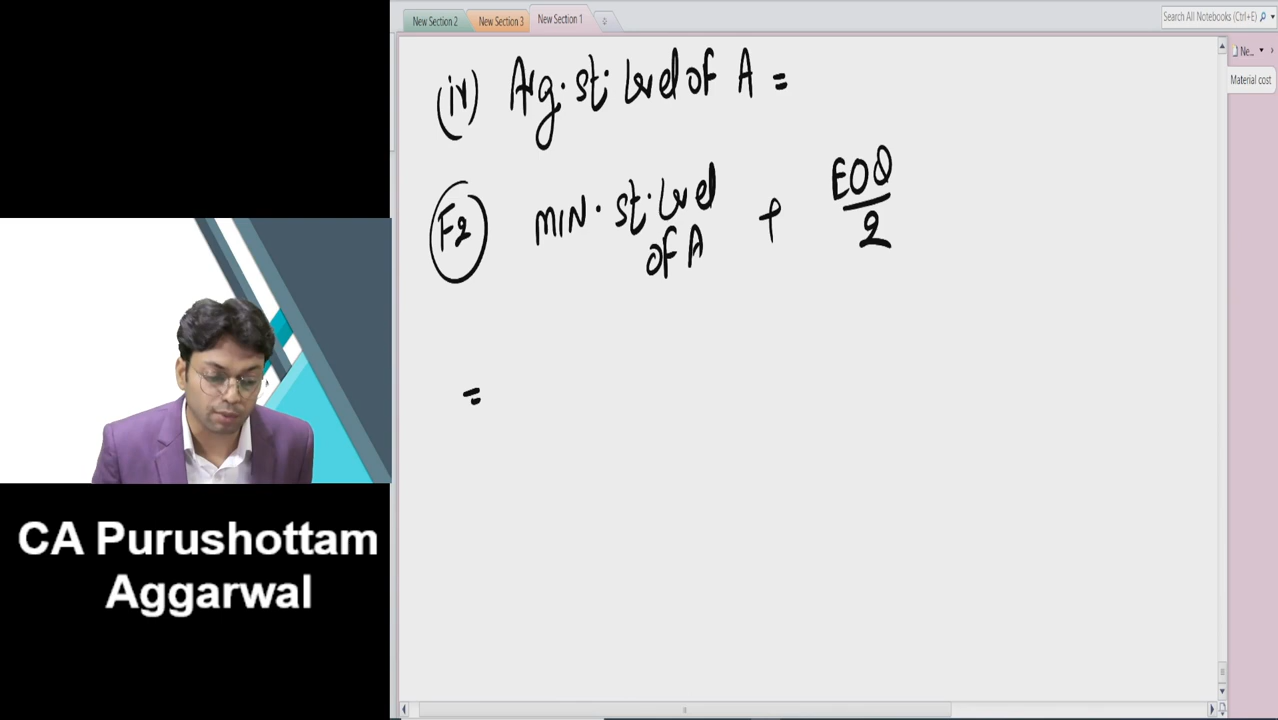 New Section 2
New Section 3
New Section 1
Search All Notebooks (Ctrl+E)
Ne...
Material cost
(iv) Avg. st. level of A =
F2 MIN. st. level of A + EOQ/2
=
CA Purushottam
Aggarwal